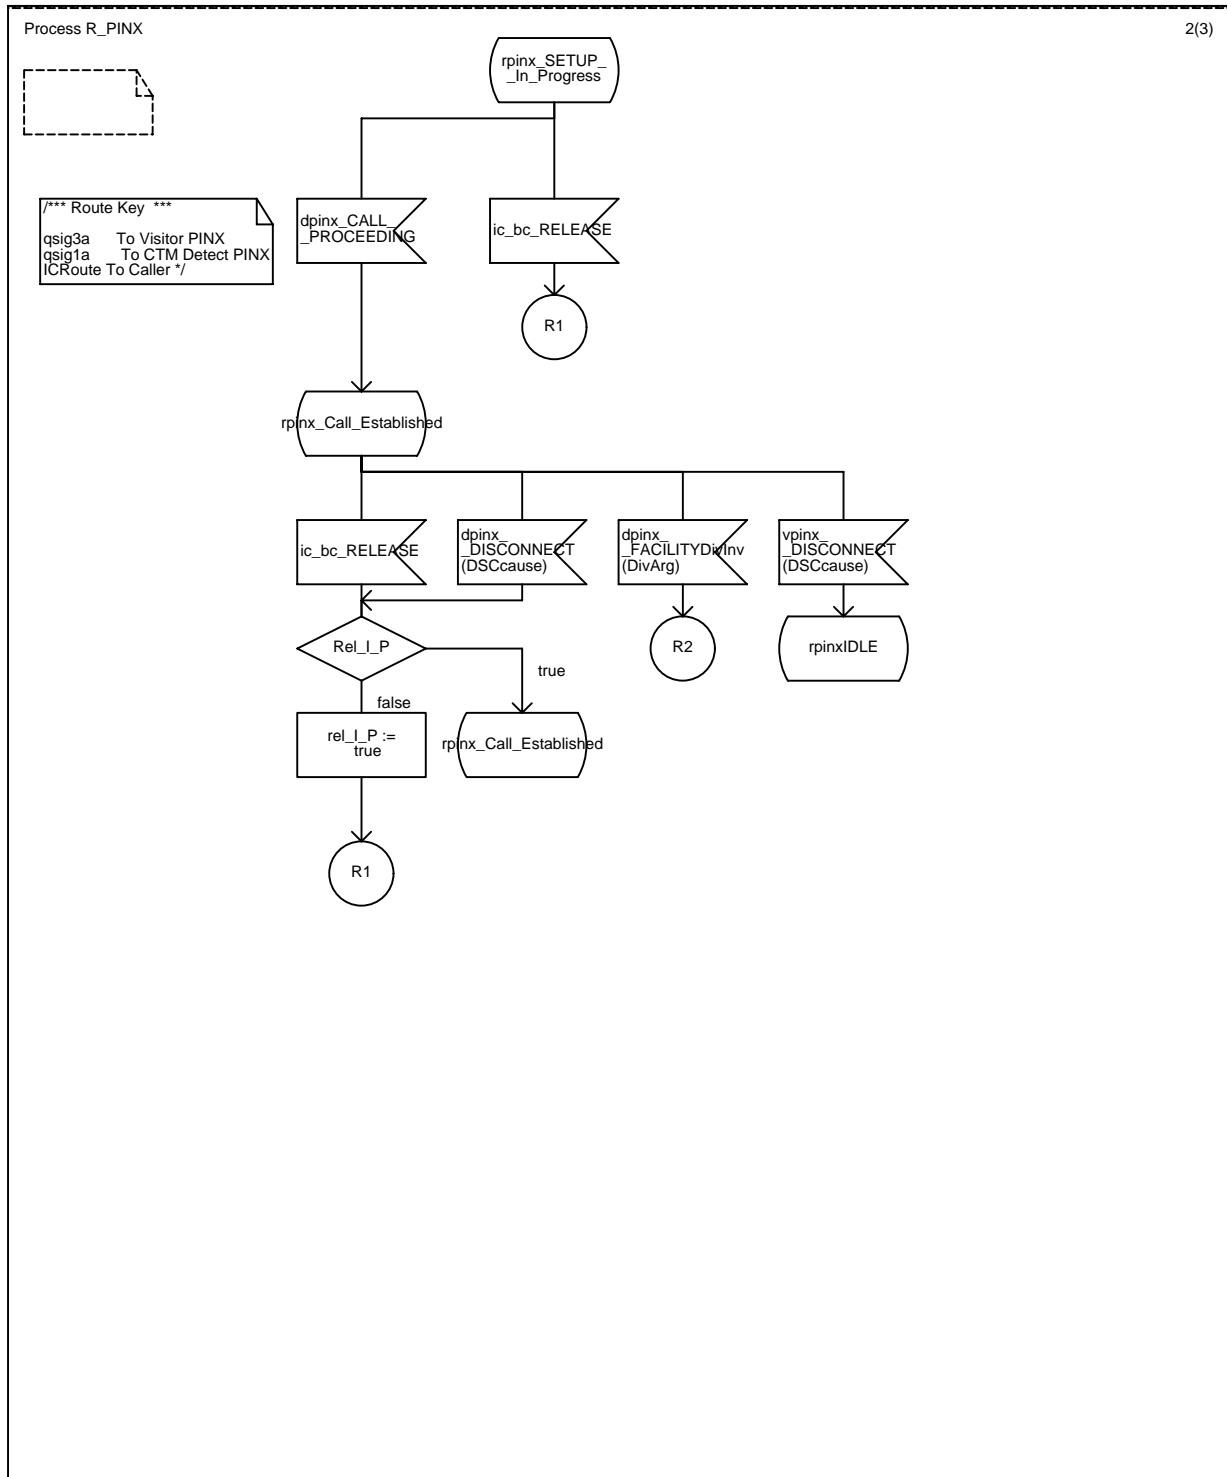 Process R_PINX
2(3)
rpinx_SETUP_
_In_Progress
/*** Route Key ***
qsig3a To Visitor PINX
qsig1a To CTM Detect PINX
ICRoute To Caller */
dpinx_CALL_
_PROCEEDING
ic_bc_RELEASE
R1
rpinx_Call_Established
ic_bc_RELEASE
dpinx_
_DISCONNECT
(DSCcause)
dpinx_
_FACILITYDivInv
(DivArg)
vpinx_
_DISCONNECT
(DSCcause)
Rel_I_P
R2
rpinxIDLE
true
false
rel_I_P :=
true
rpinx_Call_Established
R1